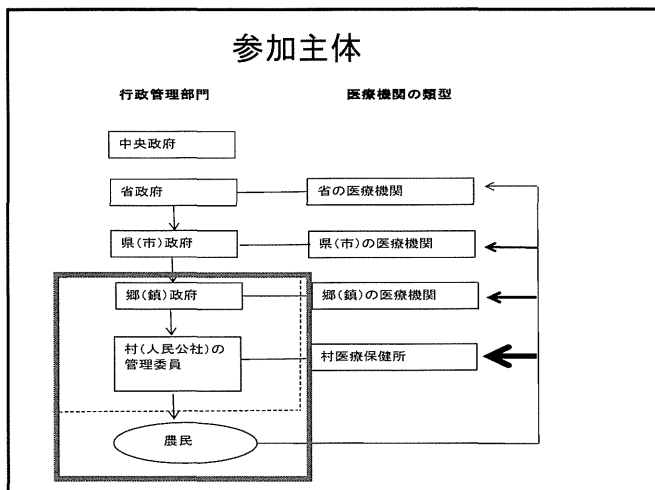 参加主体
行政管理部門
医療機関の類型
中央政府
省政府
省の医療機関
県(市)政府
県(市)の医療機関
郷(鎮)政府
郷(鎮)の医療機関
村(人民公社)の
管理委員
村医療保健所
農民